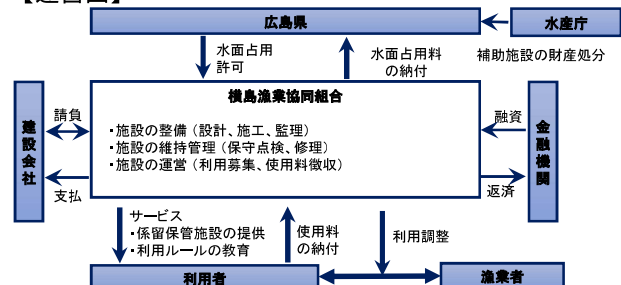 【運営図】
広島県
水産庁
水面占用
許可
水面占用料
の納付
補助施設の財産処分
横島漁業協同組合
・施設の整備（設計、施工、監理）
・施設の維持管理（保守点検、修理）
・施設の運営（利用募集、使用料徴収）
建設会社
請負
支払
融資
返済
金融機関
サービス
・係留保管施設の提供
・利用ルールの教育
使用料
の納付
利用調整
利用者
漁業者